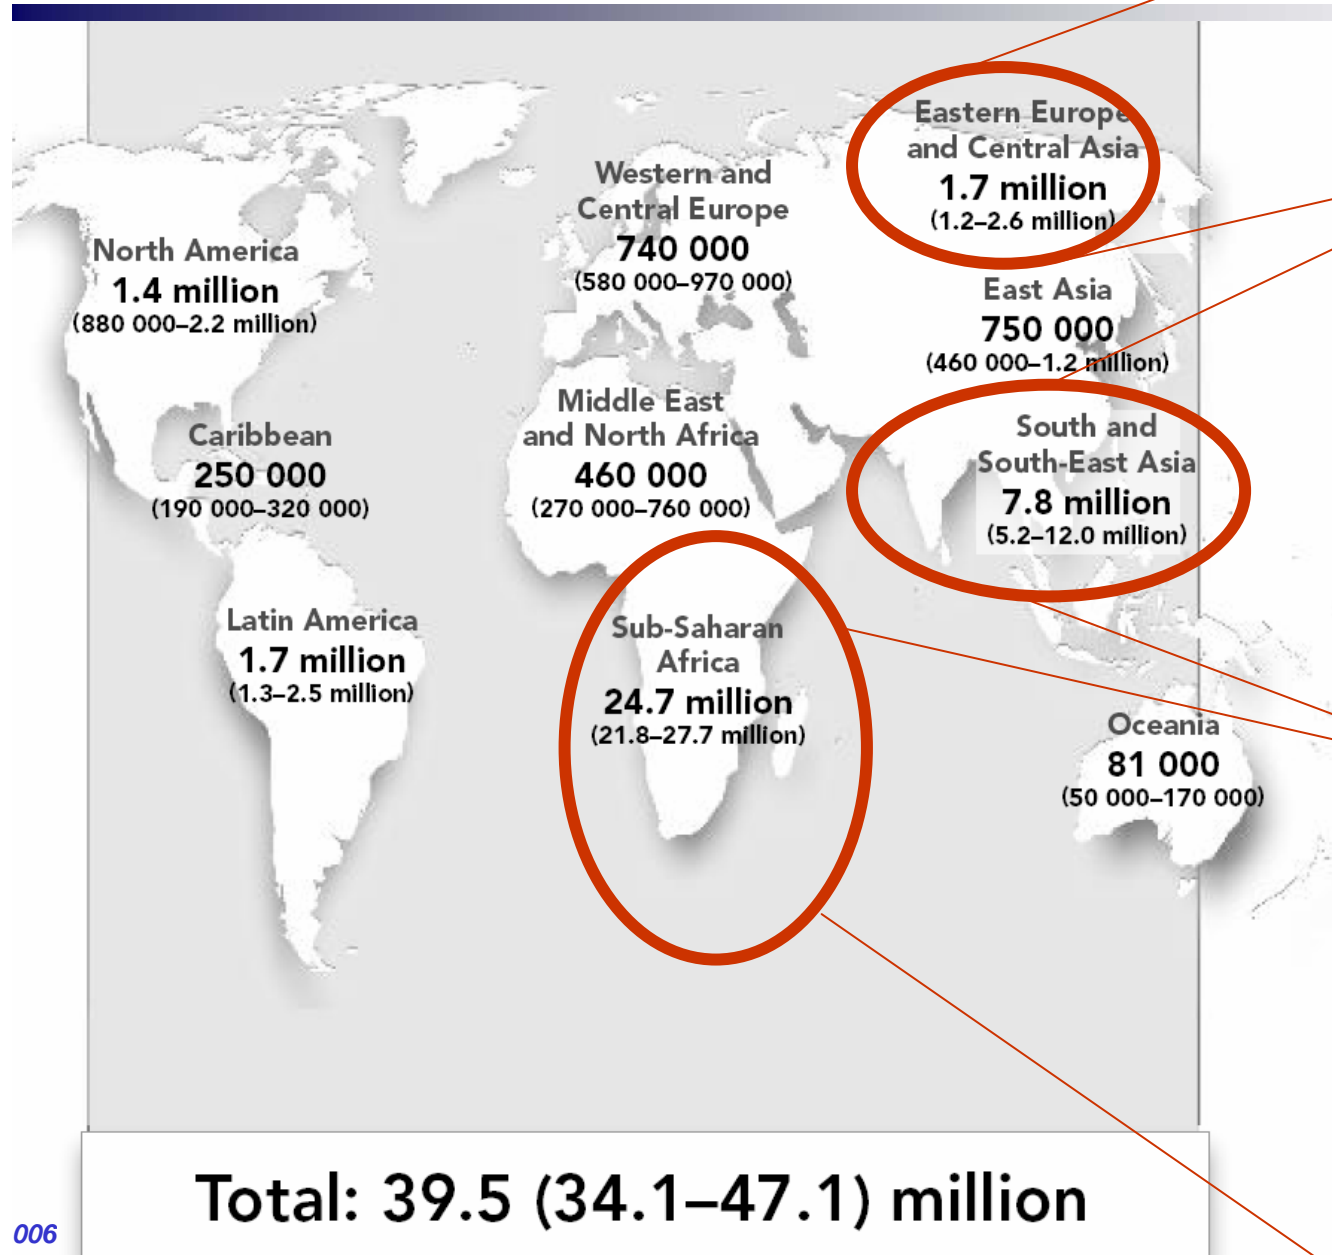 Eastern Europe
and Central Asia
1.7 million
(1.2–2.6 million)
Western and
Central Europe
740 000
(580 000–970 000)
North America
1.4 million
(880 000–2.2 million)
East Asia
750 000
(460 000–1.2 million)
Middle East
and North Africa
460 000
(270 000–760 000)
Caribbean
250 000
(190 000–320 000)
South and
South-East Asia
7.8 million
(5.2–12.0 million)
Latin America
1.7 million
(1.3–2.5 million)
Sub-Saharan
Africa
24.7 million
(21.8–27.7 million)
Oceania
81 000
(50 000–170 000)
Total: 39.5 (34.1–47.1) million
006